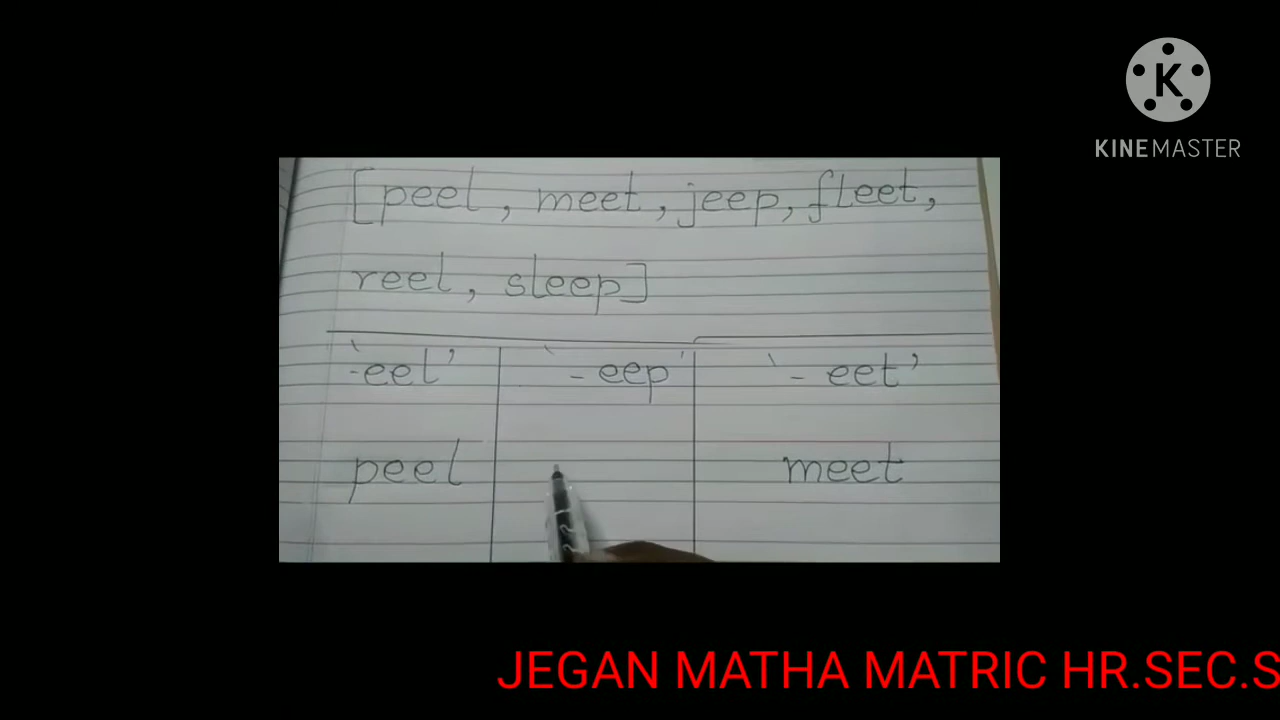 KINEMASTER
[peel, meet, jeep, fleet,
reel, sleep]
'-eel' '-eep' '-eet'
peel meet
JEGAN MATHA MATRIC HR.SEC.S